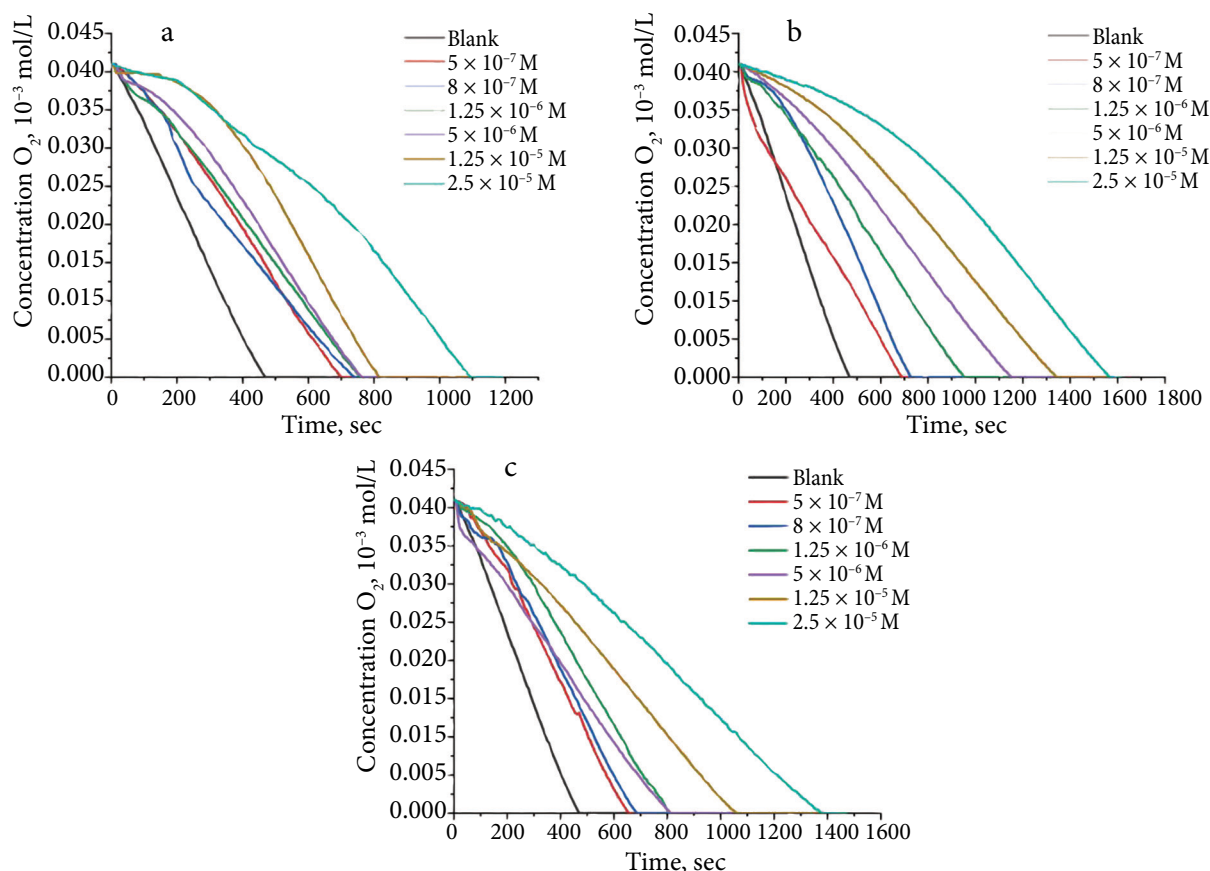 a
Concentration O₂, 10⁻³ mol/L
0.045
0.040
0.035
0.030
0.025
0.020
0.010
0.015
0.005
0.000
0 200 400 600 800 1000 1200
Time, sec
Blank
5 × 10⁻⁷ M
8 × 10⁻⁷ M
1.25 × 10⁻⁶ M
5 × 10⁻⁶ M
1.25 × 10⁻⁵ M
2.5 × 10⁻⁵ M
b
Concentration O₂, 10⁻³ mol/L
0.045
0.040
0.035
0.030
0.025
0.020
0.010
0.015
0.005
0.000
0 200 400 600 800 1000 1200 1400 1600 1800
Time, sec
Blank
5 × 10⁻⁷ M
8 × 10⁻⁷ M
1.25 × 10⁻⁶ M
5 × 10⁻⁶ M
1.25 × 10⁻⁵ M
2.5 × 10⁻⁵ M
c
Concentration O₂, 10⁻³ mol/L
0.045
0.040
0.035
0.030
0.025
0.020
0.010
0.015
0.005
0.000
0 200 400 600 800 1000 1200 1400 1600
Time, sec
Blank
5 × 10⁻⁷ M
8 × 10⁻⁷ M
1.25 × 10⁻⁶ M
5 × 10⁻⁶ M
1.25 × 10⁻⁵ M
2.5 × 10⁻⁵ M